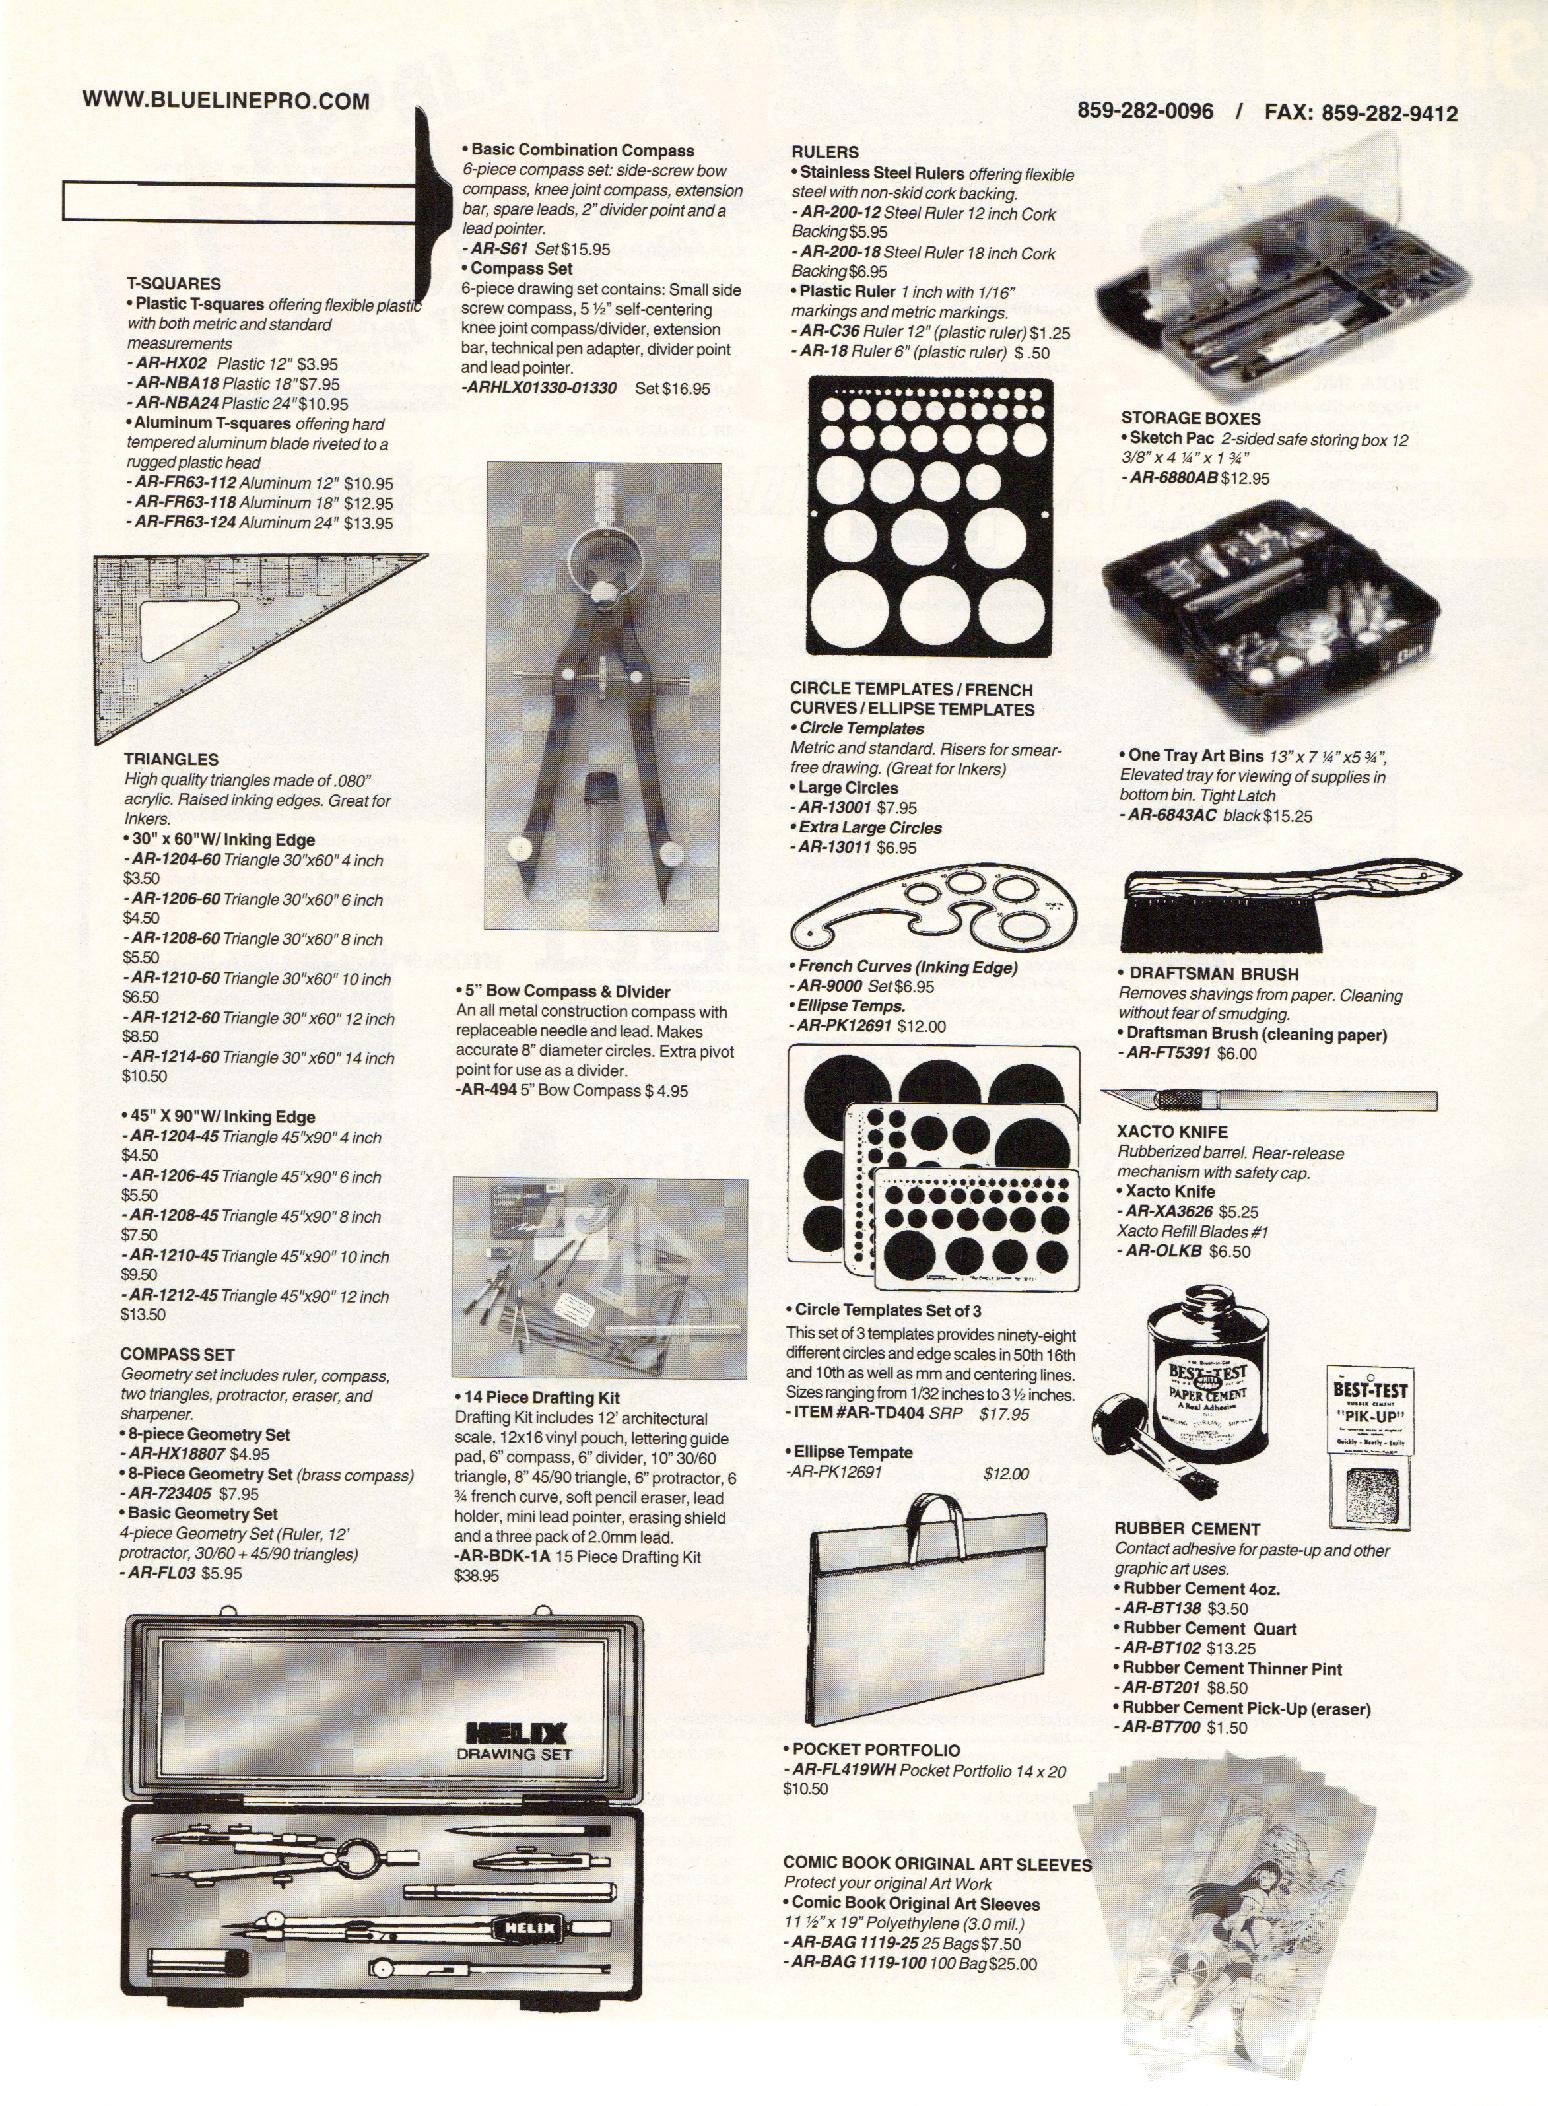 WWW.BLUELINEPRO.COM
859-282-0096 / FAX: 859-282-9412
T-SQUARES
• Plastic T-squares offering flexible plastic
with both metric and standard
measurements
- AR-HX02 Plastic 12" $3.95
- AR-NBA18 Plastic 18" $7.95
- AR-NBA24 Plastic 24" $10.95
• Aluminum T-squares offering hard
tempered aluminum blade riveted to a
rugged plastic head
- AR-FR63-112 Aluminum 12" $10.95
- AR-FR63-118 Aluminum 18" $12.95
- AR-FR63-124 Aluminum 24" $13.95
TRIANGLES
High quality triangles made of .080"
acrylic. Raised inking edges. Great for
Inkers.
• 30" x 60" W/ Inking Edge
- AR-1204-60 Triangle 30"x60" 4 inch
$3.50
- AR-1206-60 Triangle 30"x60" 6 inch
$4.50
- AR-1208-60 Triangle 30"x60" 8 inch
$5.50
- AR-1210-60 Triangle 30"x60" 10 inch
$6.50
- AR-1212-60 Triangle 30"x60" 12 inch
$8.50
- AR-1214-60 Triangle 30"x60" 14 inch
$10.50
• 45" X 90" W/ Inking Edge
- AR-1204-45 Triangle 45"x90" 4 inch
$4.50
- AR-1206-45 Triangle 45"x90" 6 inch
$5.50
- AR-1208-45 Triangle 45"x90" 8 inch
$7.50
- AR-1210-45 Triangle 45"x90" 10 inch
$9.50
- AR-1212-45 Triangle 45"x90" 12 inch
$13.50
COMPASS SET
Geometry set includes ruler, compass,
two triangles, protractor, eraser, and
sharpener.
• 8-piece Geometry Set
- AR-HX18807 $4.95
• 8-Piece Geometry Set (brass compass)
- AR-723405 $7.95
• Basic Geometry Set
4-piece Geometry Set (Ruler, 12'
protractor, 30/60 + 45/90 triangles)
- AR-FL03 $5.95
HELIX
DRAWING SET
HELIX
• Basic Combination Compass
6-piece compass set: side-screw bow
compass, knee joint compass, extension
bar, spare leads, 2" divider point and a
lead pointer.
- AR-S61 Set $15.95
• Compass Set
6-piece drawing set contains: Small side
screw compass, 5 ½" self-centering
knee joint compass/divider, extension
bar, technical pen adapter, divider point
and lead pointer.
-ARHLX01330-01330 Set $16.95
• 5" Bow Compass & Divider
An all metal construction compass with
replaceable needle and lead. Makes
accurate 8" diameter circles. Extra pivot
point for use as a divider.
-AR-494 5" Bow Compass $ 4.95
• 14 Piece Drafting Kit
Drafting Kit includes 12' architectural
scale, 12x16 vinyl pouch, lettering guide
pad, 6" compass, 6" divider, 10" 30/60
triangle, 8" 45/90 triangle, 6" protractor, 6
¾ french curve, soft pencil eraser, lead
holder, mini lead pointer, erasing shield
and a three pack of 2.0mm lead.
-AR-BDK-1A 15 Piece Drafting Kit
$38.95
RULERS
• Stainless Steel Rulers offering flexible
steel with non-skid cork backing.
- AR-200-12 Steel Ruler 12 inch Cork
Backing $5.95
- AR-200-18 Steel Ruler 18 inch Cork
Backing $6.95
• Plastic Ruler 1 inch with 1/16"
markings and metric markings.
- AR-C36 Ruler 12" (plastic ruler) $1.25
- AR-18 Ruler 6" (plastic ruler) $ .50
CIRCLE TEMPLATES / FRENCH
CURVES / ELLIPSE TEMPLATES
• Circle Templates
Metric and standard. Risers for smear-
free drawing. (Great for Inkers)
• Large Circles
- AR-13001 $7.95
• Extra Large Circles
- AR-13011 $6.95
• French Curves (Inking Edge)
- AR-9000 Set $6.95
• Ellipse Temps.
- AR-PK12691 $12.00
• Circle Templates Set of 3
This set of 3 templates provides ninety-eight
different circles and edge scales in 50th 16th
and 10th as well as mm and centering lines.
Sizes ranging from 1/32 inches to 3 ½ inches.
- ITEM #AR-TD404 SRP $17.95
• Ellipse Tempate
-AR-PK12691 $12.00
• POCKET PORTFOLIO
- AR-FL419WH Pocket Portfolio 14 x 20
$10.50
COMIC BOOK ORIGINAL ART SLEEVES
Protect your original Art Work
• Comic Book Original Art Sleeves
11 ½" x 19" Polyethylene (3.0 mil.)
- AR-BAG 1119-25 25 Bags $7.50
- AR-BAG 1119-100 100 Bag $25.00
STORAGE BOXES
• Sketch Pac 2-sided safe storing box 12
3/8" x 4 ¼" x 1 ¾"
- AR-6880AB $12.95
• One Tray Art Bins 13" x 7 ¼" x5 ¾",
Elevated tray for viewing of supplies in
bottom bin. Tight Latch
- AR-6843AC black $15.25
• DRAFTSMAN BRUSH
Removes shavings from paper. Cleaning
without fear of smudging.
• Draftsman Brush (cleaning paper)
- AR-FT5391 $6.00
XACTO KNIFE
Rubberized barrel. Rear-release
mechanism with safety cap.
• Xacto Knife
- AR-XA3626 $5.25
Xacto Refill Blades #1
- AR-OLKB $6.50
BEST-TEST
PAPER CEMENT
A Real Adhesive
BEST-TEST
RUBBER CEMENT
"PIK-UP"
Quickly - Neatly - Easily
RUBBER CEMENT
Contact adhesive for paste-up and other
graphic art uses.
• Rubber Cement 4oz.
- AR-BT138 $3.50
• Rubber Cement Quart
- AR-BT102 $13.25
• Rubber Cement Thinner Pint
- AR-BT201 $8.50
• Rubber Cement Pick-Up (eraser)
- AR-BT700 $1.50